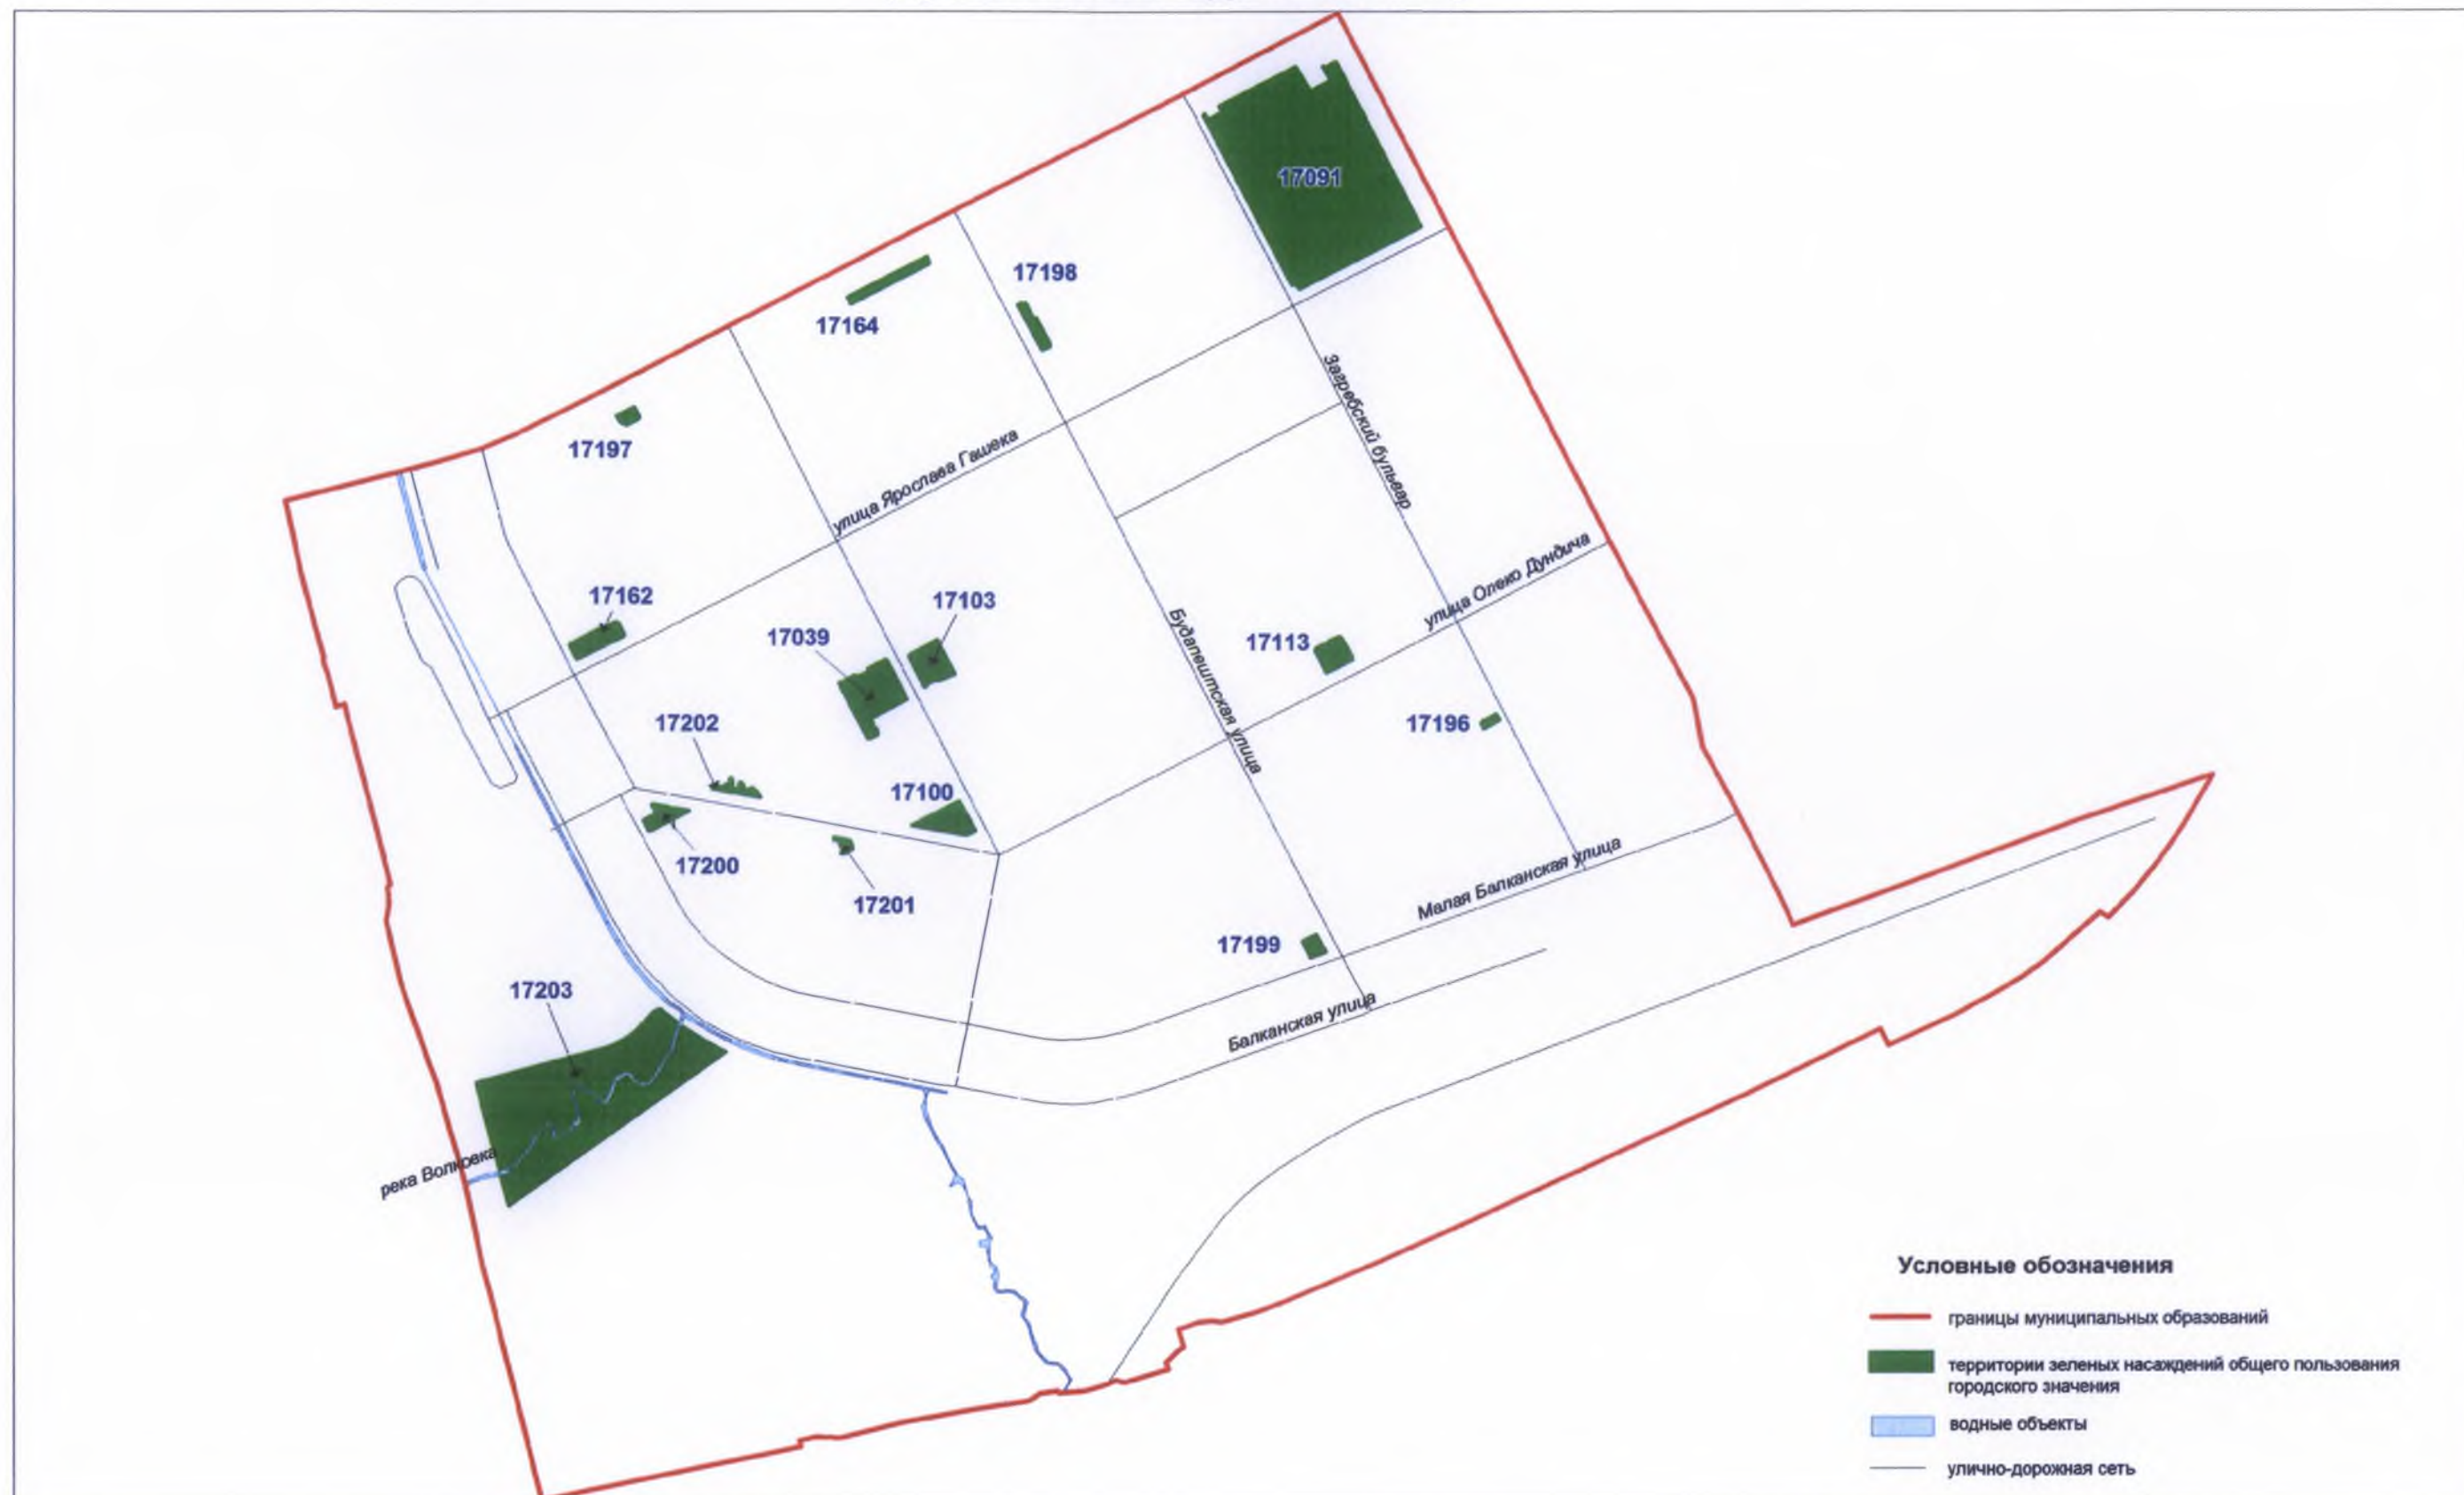 17091
17198
17164
Загребский бульвар
17197
улица Ярослава Гашека
улица Олеко Дундича
17162
17103
17039
17113
Будапештская улица
17202
17196
17100
17200
Малая Балканская улица
17201
17199
17203
Балканская улица
река Волковка
Условные обозначения
границы муниципальных образований
территории зеленых насаждений общего пользования
городского значения
водные объекты
улично-дорожная сеть